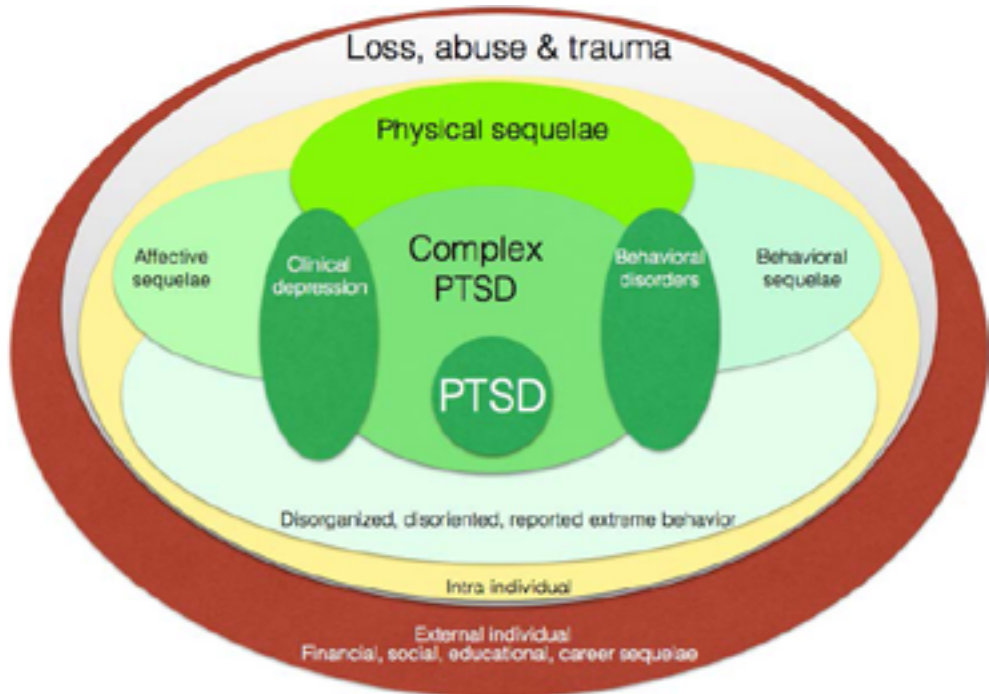 Loss, abuse & trauma
Physical sequelae
Affective
sequelae
Clinical
depression
Complex
PTSD
Behavioral
disorders
Behavioral
sequelae
PTSD
Disorganized, disoriented, reported extreme behavior
Intra individual
External individual
Financial, social, educational, career sequelae